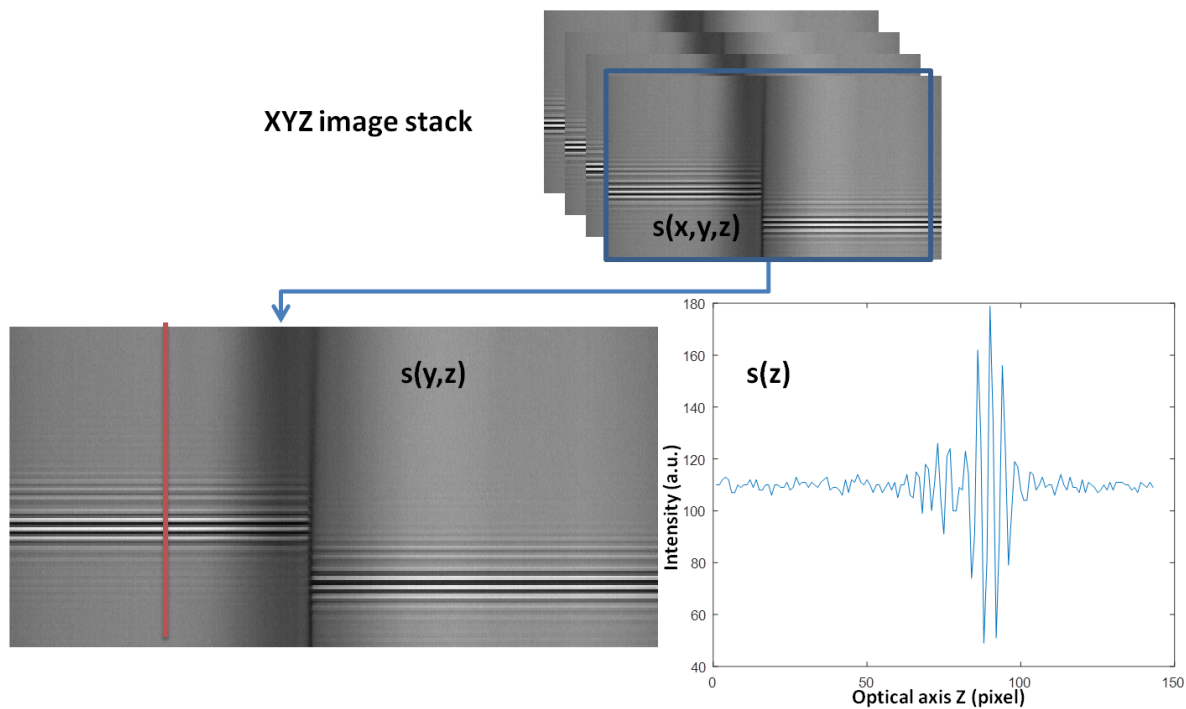 XYZ image stack
s(x,y,z)
s(y,z)
s(z)
Intensity (a.u.)
180
160
140
120
100
80
60
40
0
50
100
150
Optical axis Z (pixel)